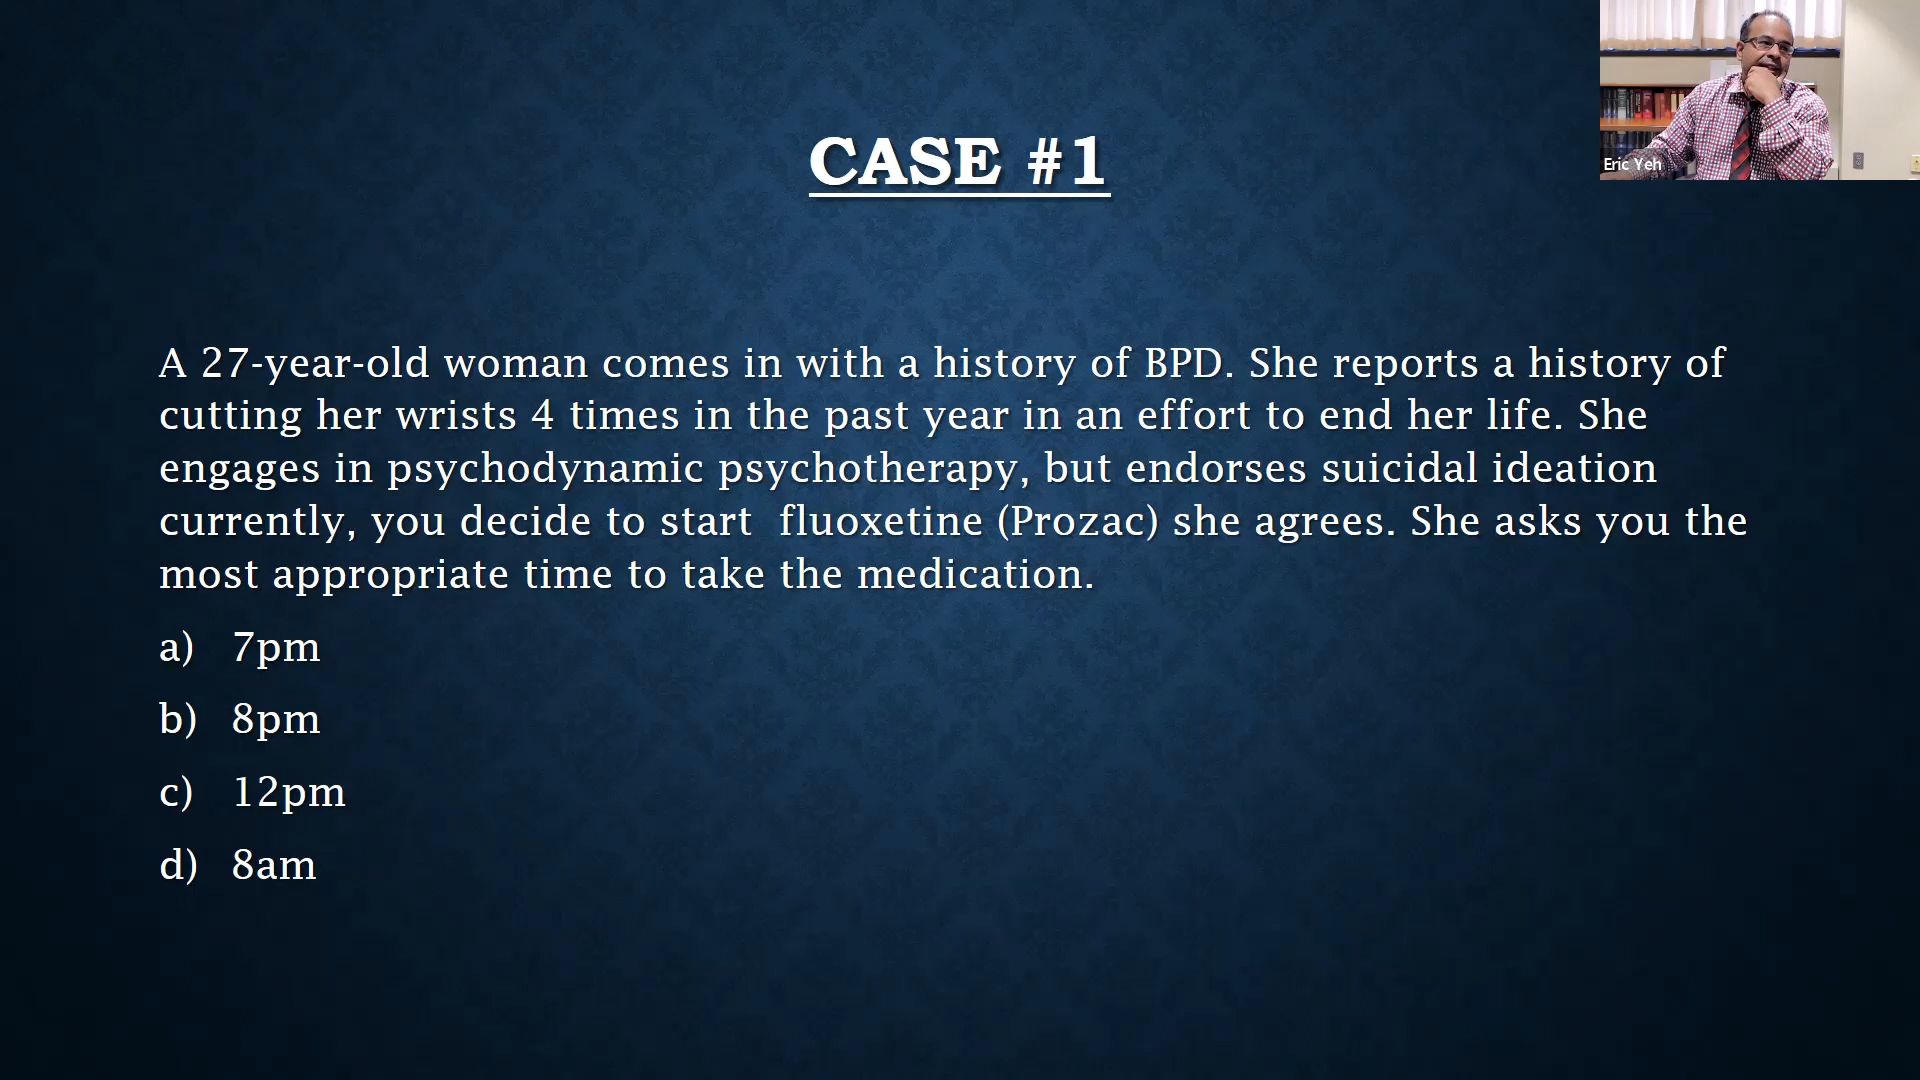 Eric Yeh
CASE #1
A 27-year-old woman comes in with a history of BPD. She reports a history of
cutting her wrists 4 times in the past year in an effort to end her life. She
engages in psychodynamic psychotherapy, but endorses suicidal ideation
currently, you decide to start  fluoxetine (Prozac) she agrees. She asks you the
most appropriate time to take the medication.
a) 7pm
b) 8pm
c) 12pm
d) 8am